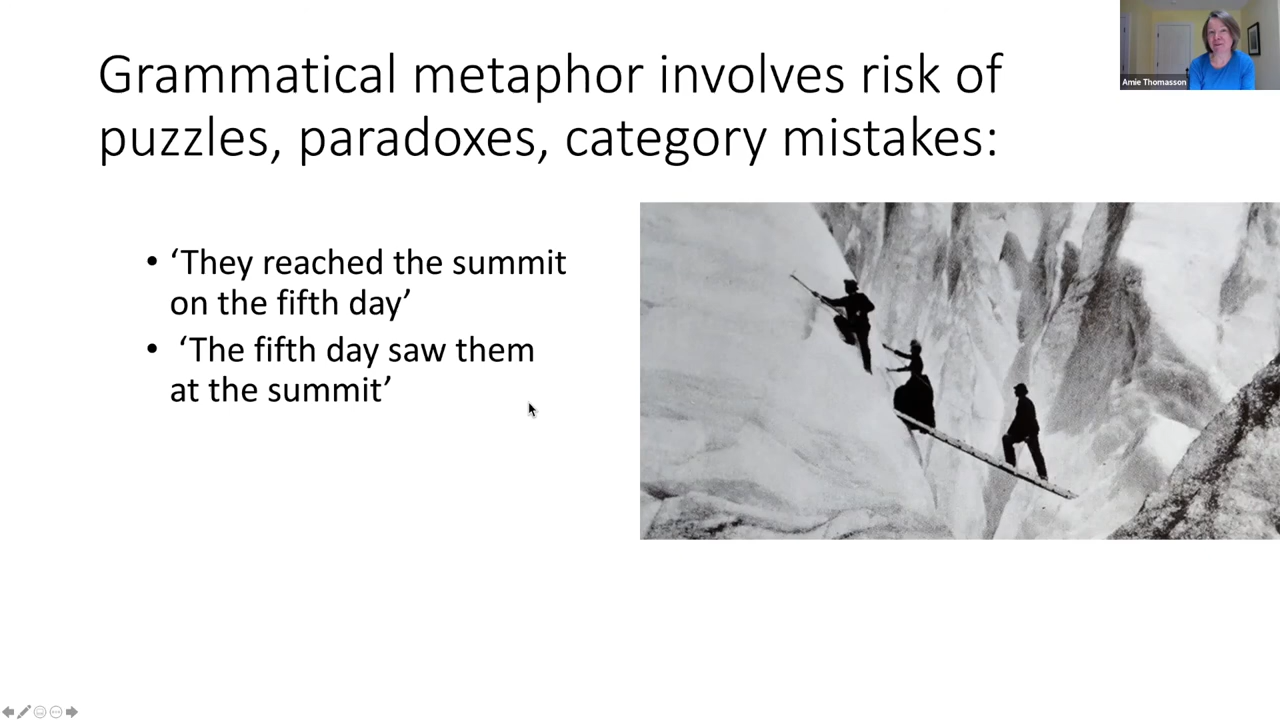 Grammatical metaphor involves risk of
puzzles, paradoxes, category mistakes:
Amie Thomasson
• ‘They reached the summit
on the fifth day’
• ‘The fifth day saw them
at the summit’